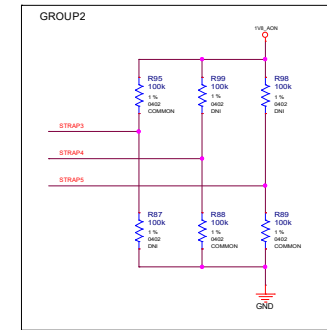 GROUP2
1V8_AON
R95
100k
1 %
0402
COMMON
R99
100k
1 %
0402
DNI
R98
100k
1 %
0402
DNI
STRAP3
STRAP4
STRAP5
R87
100k
1 %
0402
DNI
R88
100k
1 %
0402
COMMON
R89
100k
1 %
0402
COMMON
GND